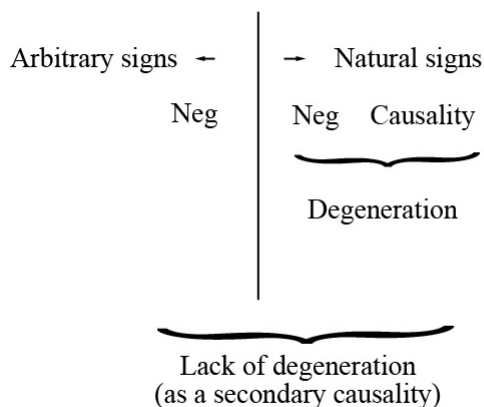 Arbitrary signs ← → Natural signs
Neg Neg Causality
Degeneration
Lack of degeneration
(as a secondary causality)